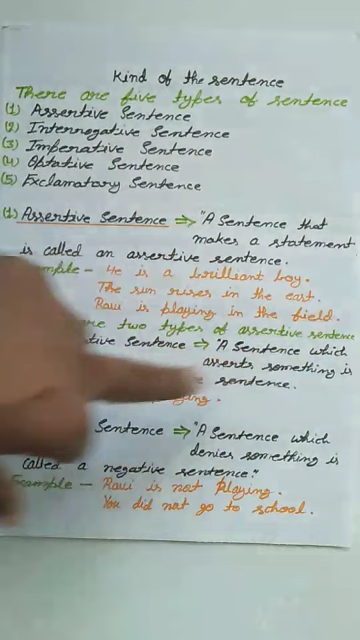 Kind of the sentence
There are five types of sentence
(1) Assertive Sentence
(2) Interregative Sentence
(3) Imperative Sentence
(4) Optative Sentence
(5) Exclamatory Sentence
(1) Assertive Sentence ⇒ "A Sentence that
makes a statement
is called an assertive sentence.
mple - He is a brilliant boy.
The sun rises in the east.
Ravi is playing in the field.
re two types of assertive sentence
tive Sentence ⇒ "A Sentence which
asserts something is
sentence.
Sentence ⇒ "A Sentence which
denies something is
called a negative sentence."
Example - Ravi is not Playing.
You did not go to school.